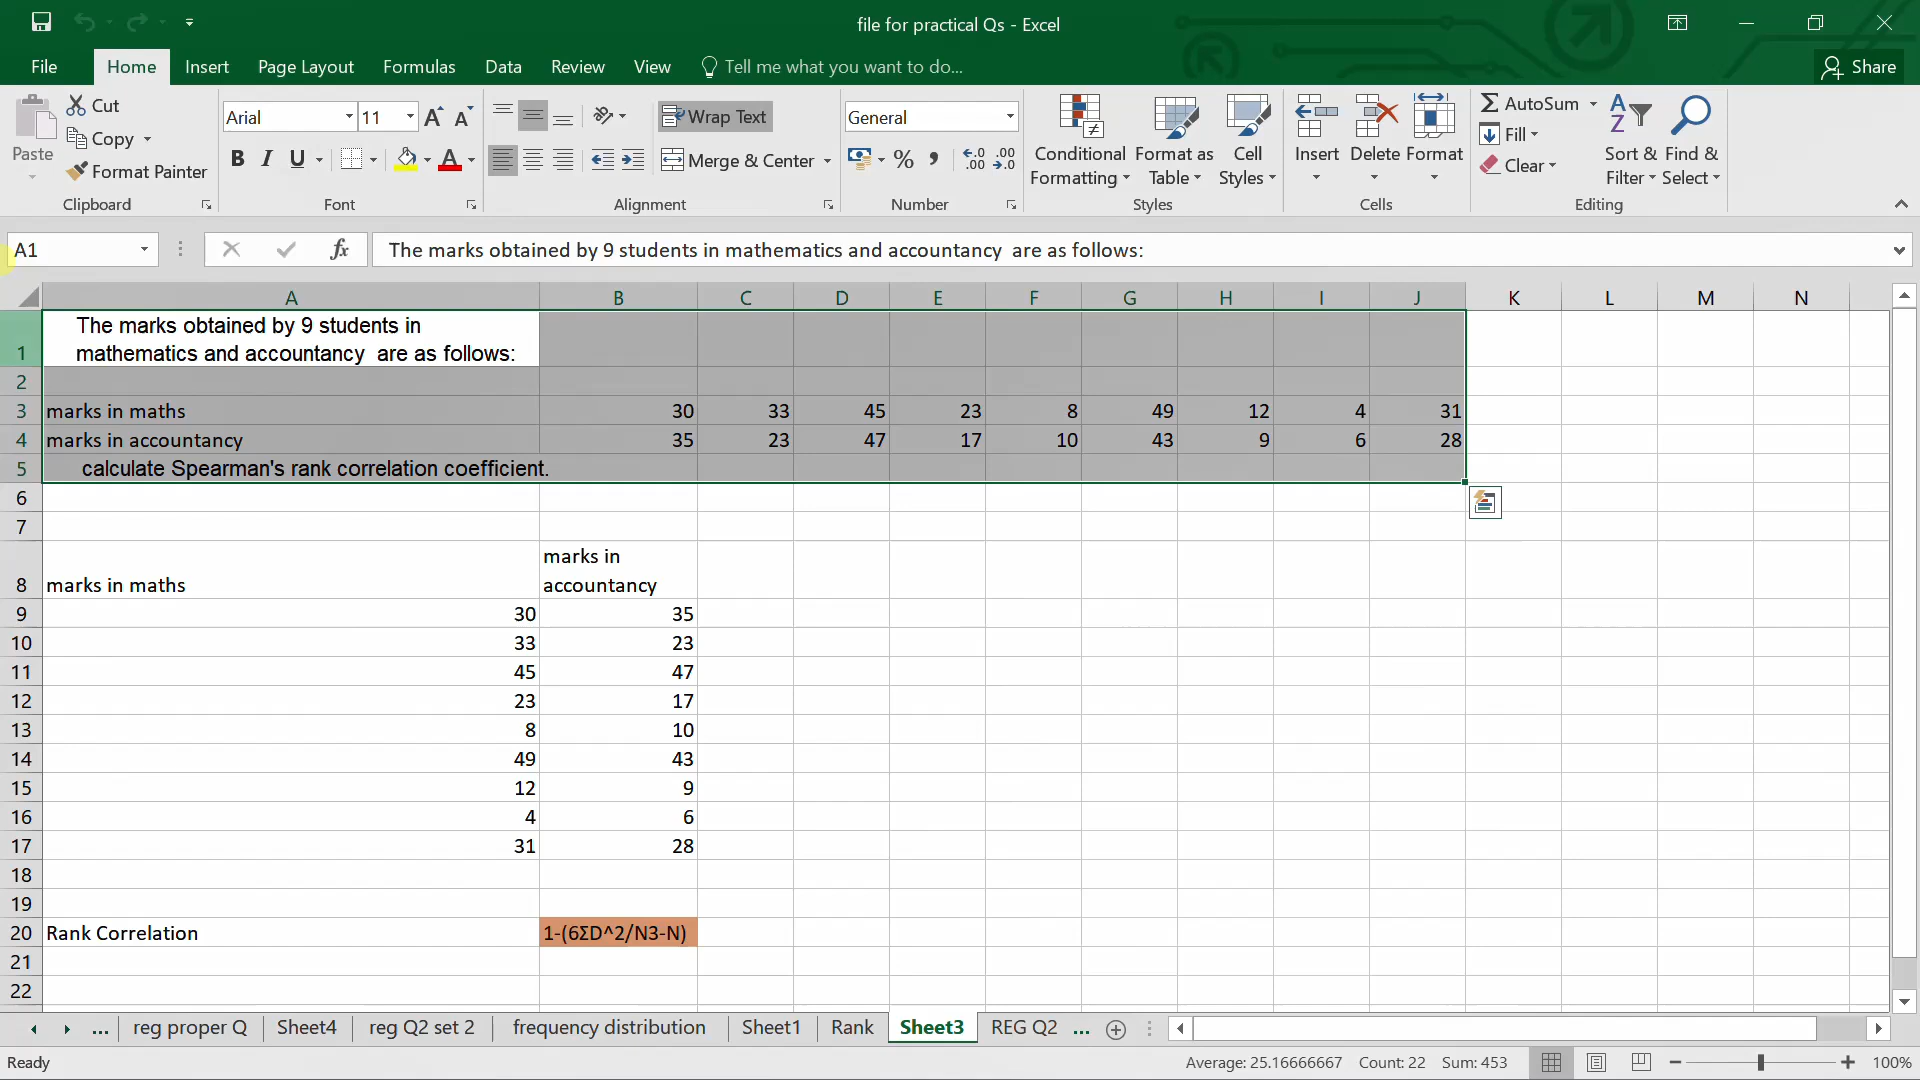 file for practical Qs - Excel
File Home Insert Page Layout Formulas Data Review View Tell me what you want to do... Share
Paste Cut Copy Format Painter Clipboard
Arial 11 A A B I U A Font
Wrap Text Merge & Center Alignment
General % , .0 .00 .00 .0 Number
Conditional Formatting Format as Table Cell Styles Styles
Insert Delete Format Cells
Σ AutoSum Fill Clear A Z Sort & Filter Find & Select Editing
A1 fx The marks obtained by 9 students in mathematics and accountancy  are as follows:
A B C D E F G H I J K L M N
The marks obtained by 9 students in
1 mathematics and accountancy  are as follows:
2
3 marks in maths 30 33 45 23 8 49 12 4 31
4 marks in accountancy 35 23 47 17 10 43 9 6 28
5 calculate Spearman's rank correlation coefficient.
6
7
marks in
8 marks in maths accountancy
9 30 35
10 33 23
11 45 47
12 23 17
13 8 10
14 49 43
15 12 9
16 4 6
17 31 28
18
19
20 Rank Correlation 1-(6ΣD^2/N3-N)
21
22
... reg proper Q Sheet4 reg Q2 set 2 frequency distribution Sheet1 Rank Sheet3 REG Q2 ...
Ready Average: 25.16666667 Count: 22 Sum: 453 100%